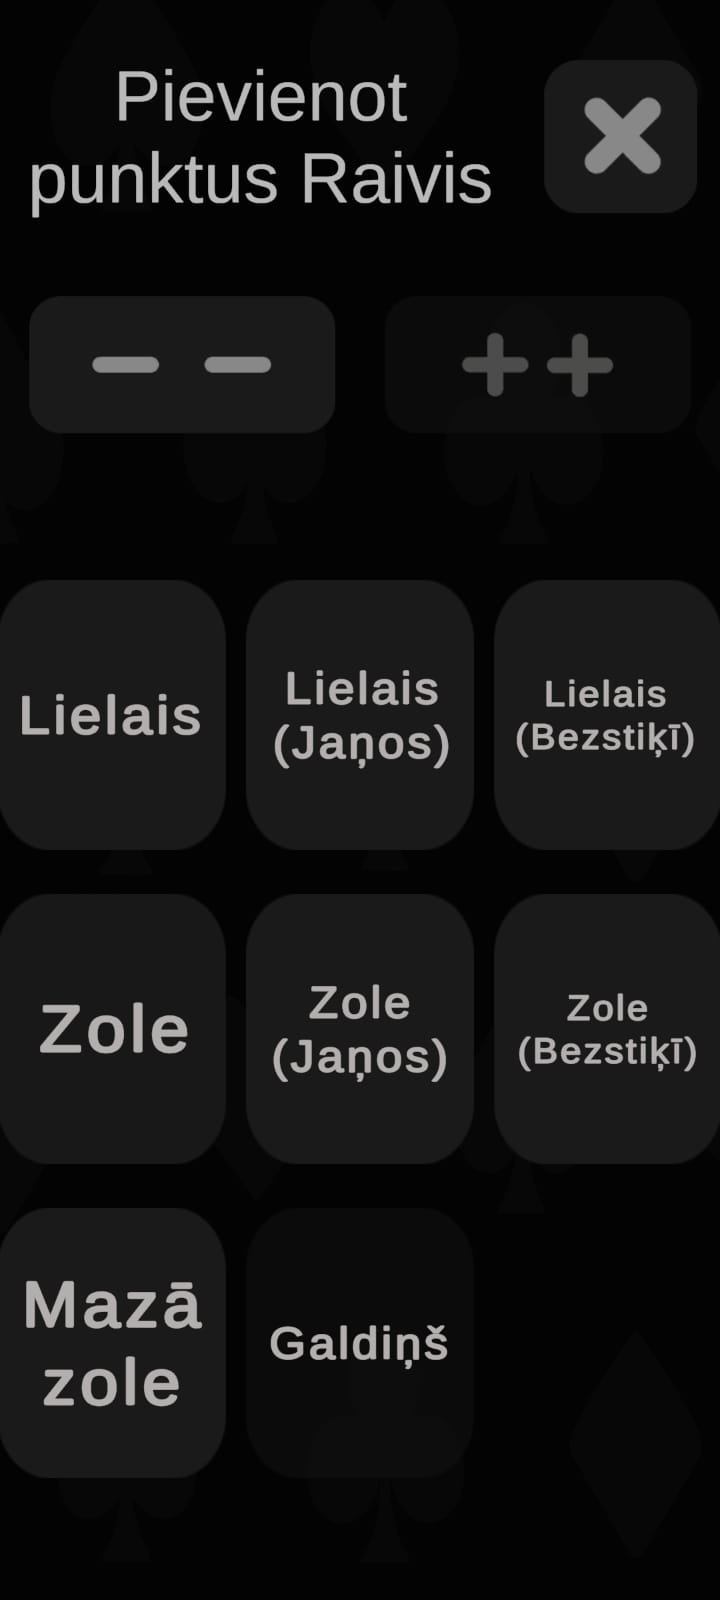 Pievienot
punktus Raivis
Lielais
Lielais
(Jaņos)
Lielais
(Bezstiķī)
Zole
Zole
(Jaņos)
Zole
(Bezstiķī)
Mazā
zole
Galdiņš